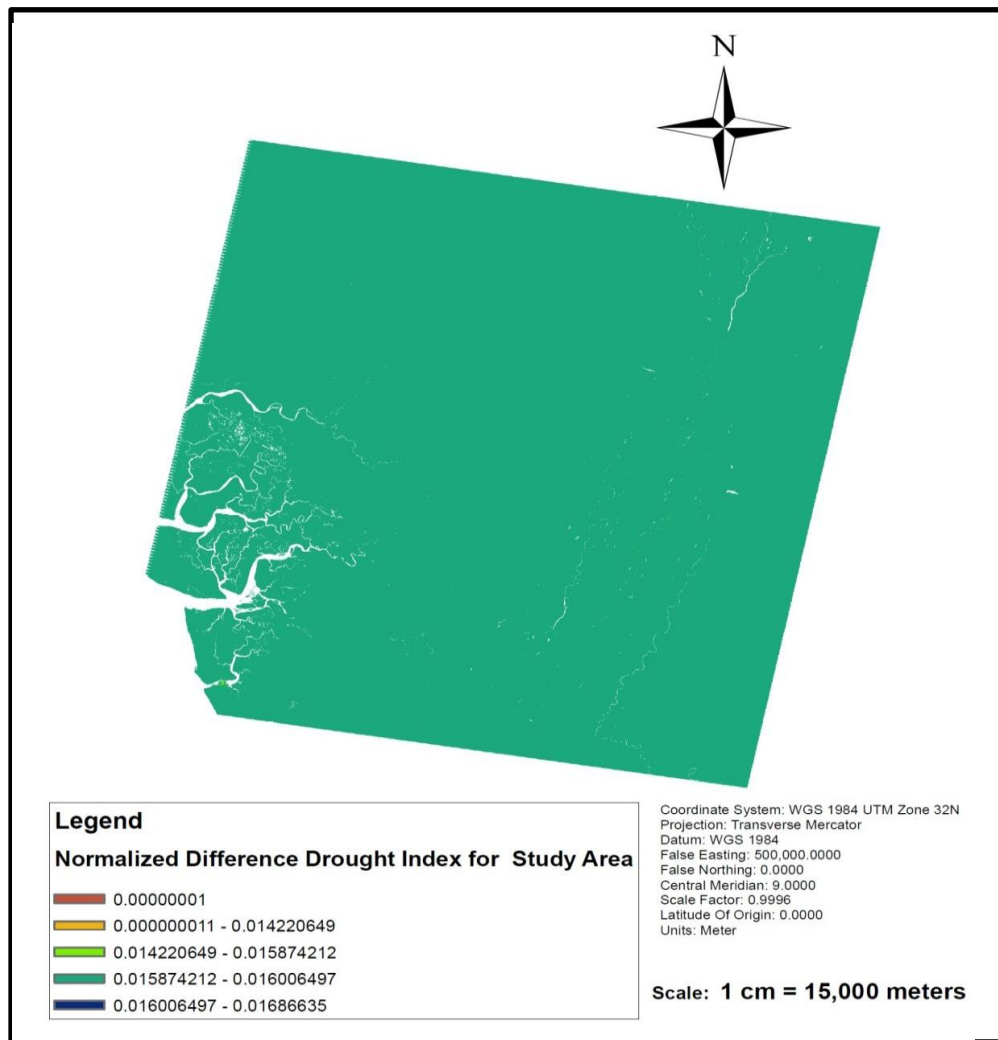 N
Legend
Normalized Difference Drought Index for Study Area
0.00000001
0.000000011 - 0.014220649
0.014220649 - 0.015874212
0.015874212 - 0.016006497
0.016006497 - 0.01686635
Coordinate System: WGS 1984 UTM Zone 32N
Projection: Transverse Mercator
Datum: WGS 1984
False Easting: 500,000.0000
False Northing: 0.0000
Central Meridian: 9.0000
Scale Factor: 0.9996
Latitude Of Origin: 0.0000
Units: Meter
Scale: 1 cm = 15,000 meters